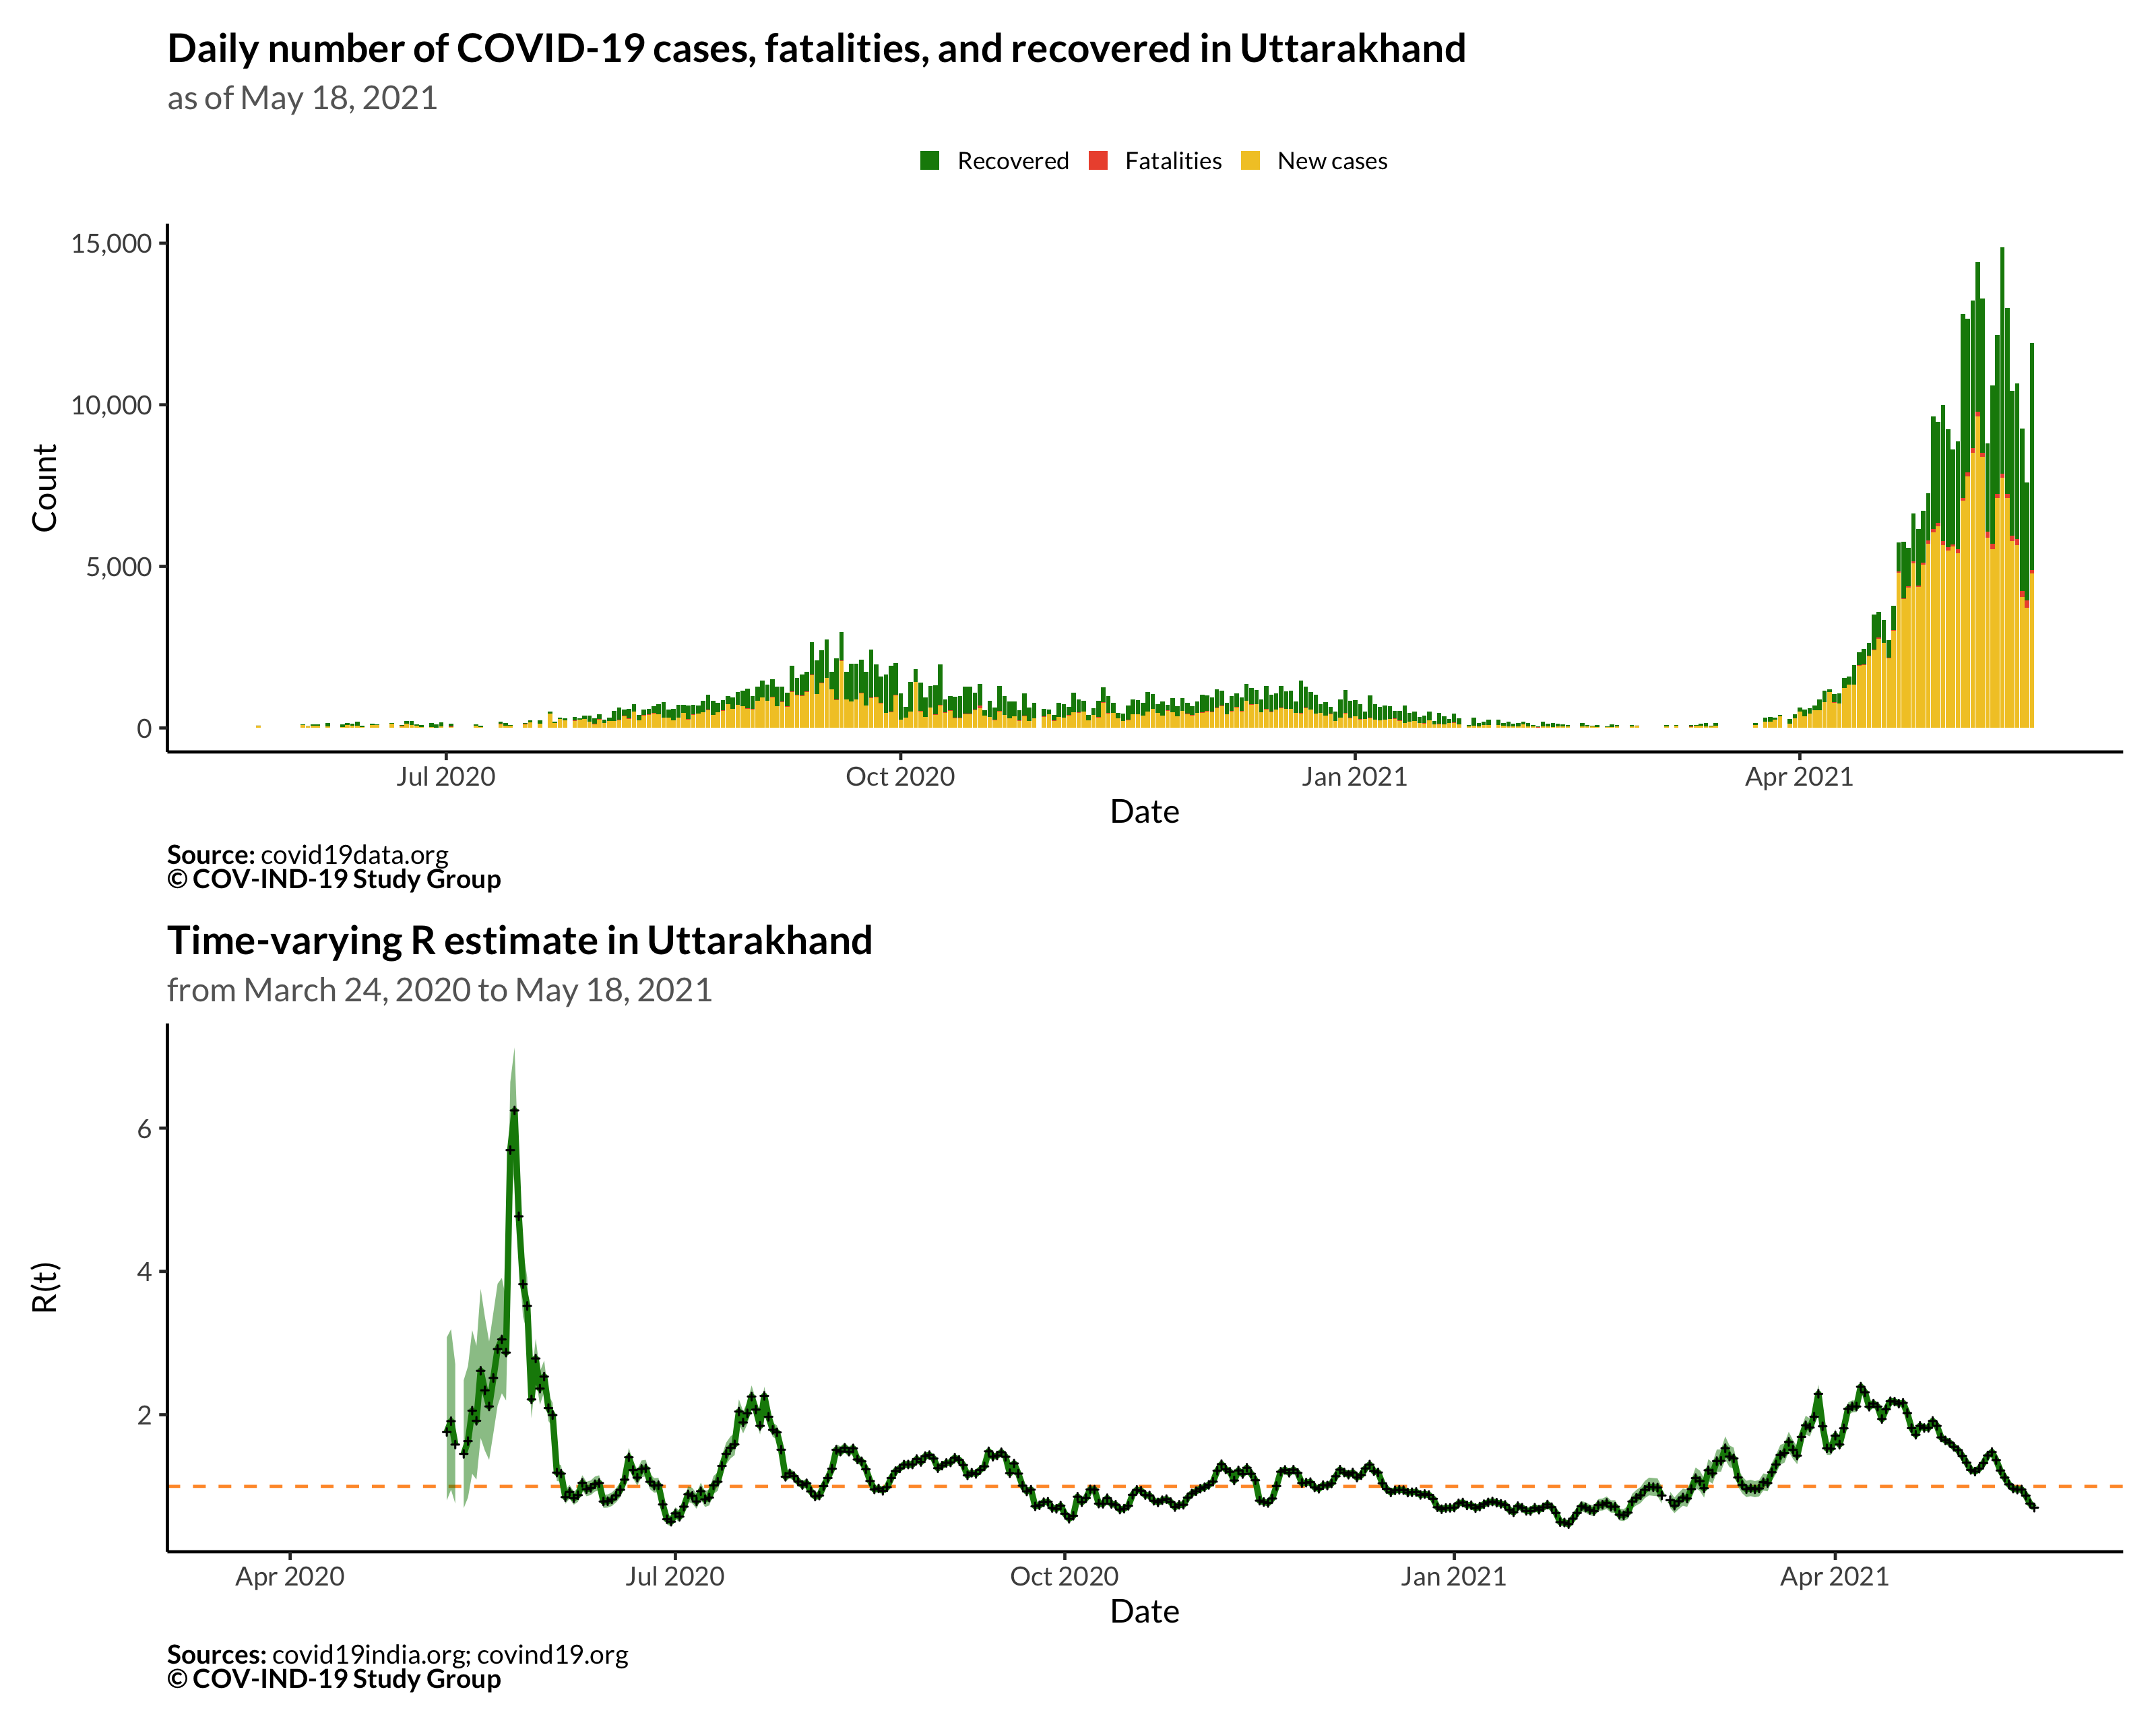 Daily number of COVID-19 cases, fatalities, and recovered in Uttarakhand
as of May 18, 2021
Recovered Fatalities New cases
15,000
10,000
5,000
0
Count
Jul 2020 Oct 2020 Jan 2021 Apr 2021
Date
Source: covid19data.org
© COV-IND-19 Study Group
Time-varying R estimate in Uttarakhand
from March 24, 2020 to May 18, 2021
6
4
2
R(t)
Apr 2020 Jul 2020 Oct 2020 Jan 2021 Apr 2021
Date
Sources: covid19india.org; covind19.org
© COV-IND-19 Study Group